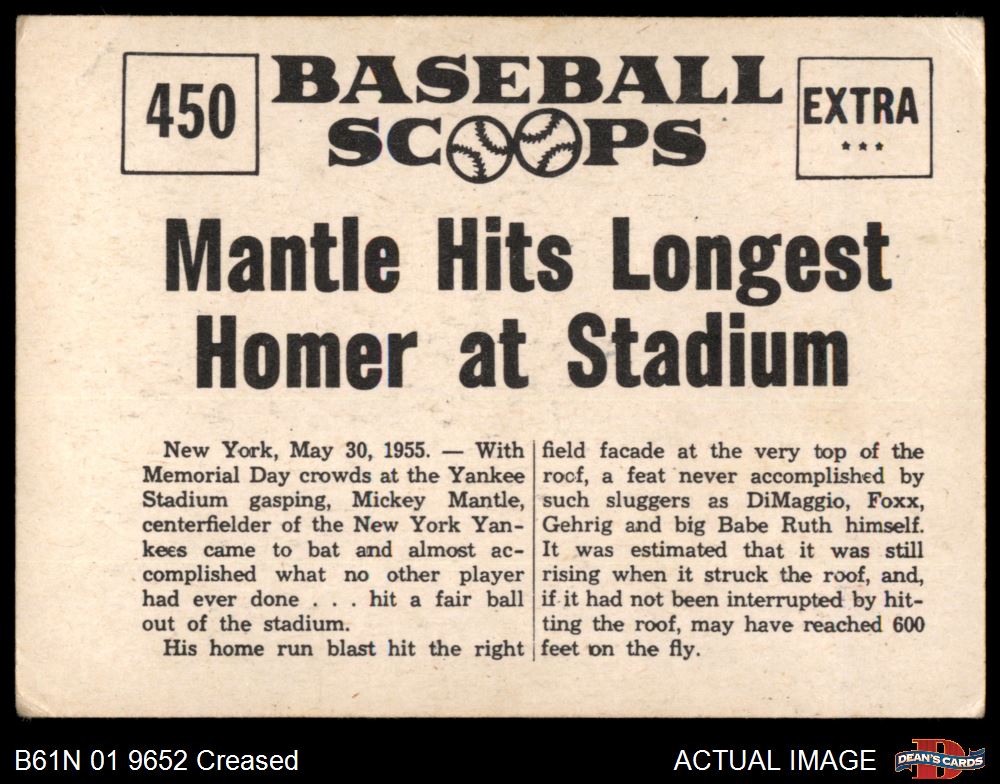 450
BASEBALL
SCOOPS
EXTRA
***
Mantle Hits Longest
Homer at Stadium
New York, May 30, 1955. — With
Memorial Day crowds at the Yankee
Stadium gasping, Mickey Mantle,
centerfielder of the New York Yan-
kees came to bat and almost ac-
complished what no other player
had ever done . . . hit a fair ball
out of the stadium.
His home run blast hit the right
field facade at the very top of the
roof, a feat never accomplished by
such sluggers as DiMaggio, Foxx,
Gehrig and big Babe Ruth himself.
It was estimated that it was still
rising when it struck the roof, and,
if it had not been interrupted by hit-
ting the roof, may have reached 600
feet on the fly.
B61N 01 9652 Creased
ACTUAL IMAGE
D
DEAN'S CARDS